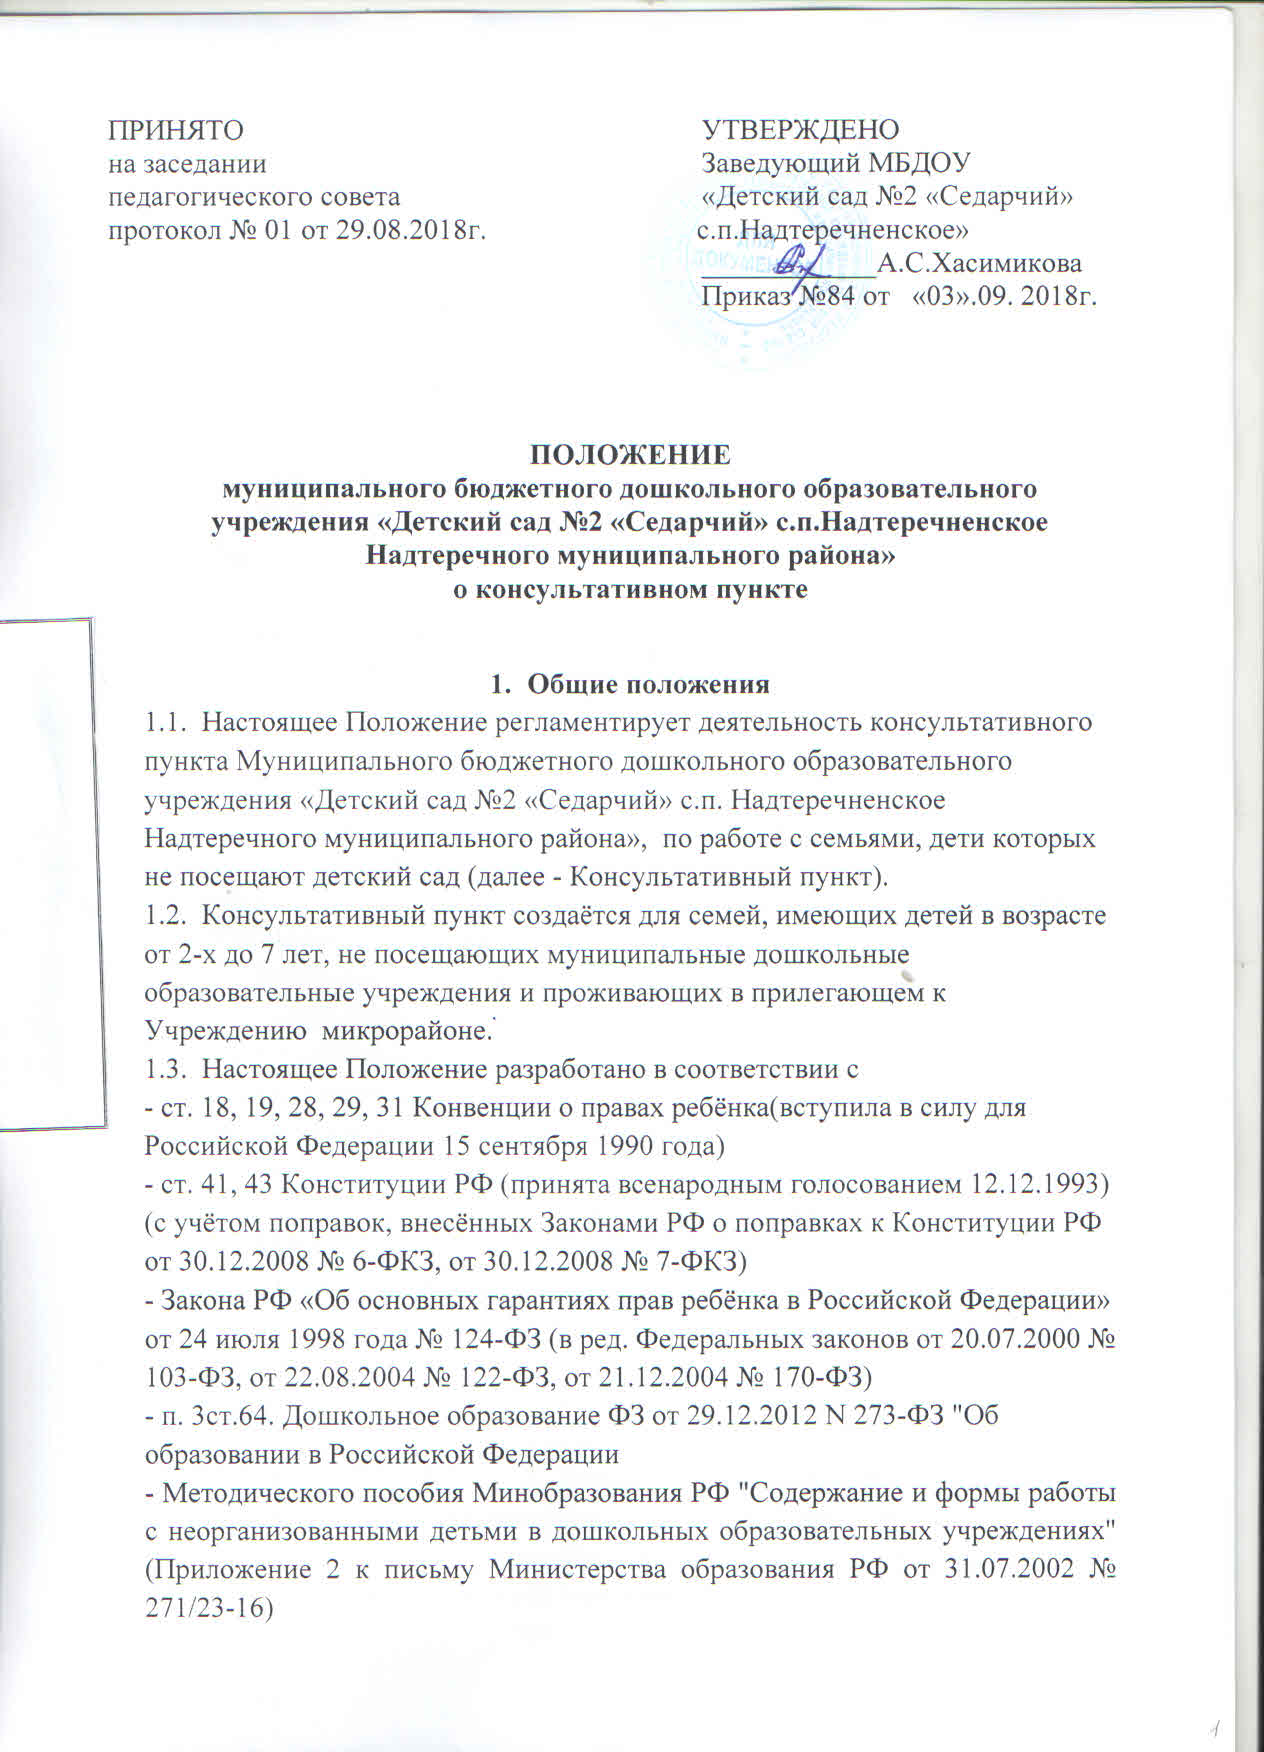 ПРИНЯТО
на заседании
педагогического совета
протокол № 01 от 29.08.2018г.
УТВЕРЖДЕНО
Заведующий МБДОУ
«Детский сад №2 «Седарчий»
с.п.Надтеречненское»
____________А.С.Хасимикова
Приказ №84 от «03».09. 2018г.
ДЛЯ
ДОКУМЕНТОВ
ПОЛОЖЕНИЕ
муниципального бюджетного дошкольного образовательного
учреждения «Детский сад №2 «Седарчий» с.п.Надтеречненское
Надтеречного муниципального района»
о консультативном пункте
1. Общие положения
1.1. Настоящее Положение регламентирует деятельность консультативного
пункта Муниципального бюджетного дошкольного образовательного
учреждения «Детский сад №2 «Седарчий» с.п. Надтеречненское
Надтеречного муниципального района», по работе с семьями, дети которых
не посещают детский сад (далее - Консультативный пункт).
1.2. Консультативный пункт создаётся для семей, имеющих детей в возрасте
от 2-х до 7 лет, не посещающих муниципальные дошкольные
образовательные учреждения и проживающих в прилегающем к
Учреждению микрорайоне.
1.3. Настоящее Положение разработано в соответствии с
- ст. 18, 19, 28, 29, 31 Конвенции о правах ребёнка(вступила в силу для
Российской Федерации 15 сентября 1990 года)
- ст. 41, 43 Конституции РФ (принята всенародным голосованием 12.12.1993)
(с учётом поправок, внесённых Законами РФ о поправках к Конституции РФ
от 30.12.2008 № 6-ФКЗ, от 30.12.2008 № 7-ФКЗ)
- Закона РФ «Об основных гарантиях прав ребёнка в Российской Федерации»
от 24 июля 1998 года № 124-ФЗ (в ред. Федеральных законов от 20.07.2000 №
103-ФЗ, от 22.08.2004 № 122-ФЗ, от 21.12.2004 № 170-ФЗ)
- п. 3ст.64. Дошкольное образование ФЗ от 29.12.2012 N 273-ФЗ "Об
образовании в Российской Федерации
- Методического пособия Минобразования РФ "Содержание и формы работы
с неорганизованными детьми в дошкольных образовательных учреждениях"
(Приложение 2 к письму Министерства образования РФ от 31.07.2002 №
271/23-16)
1